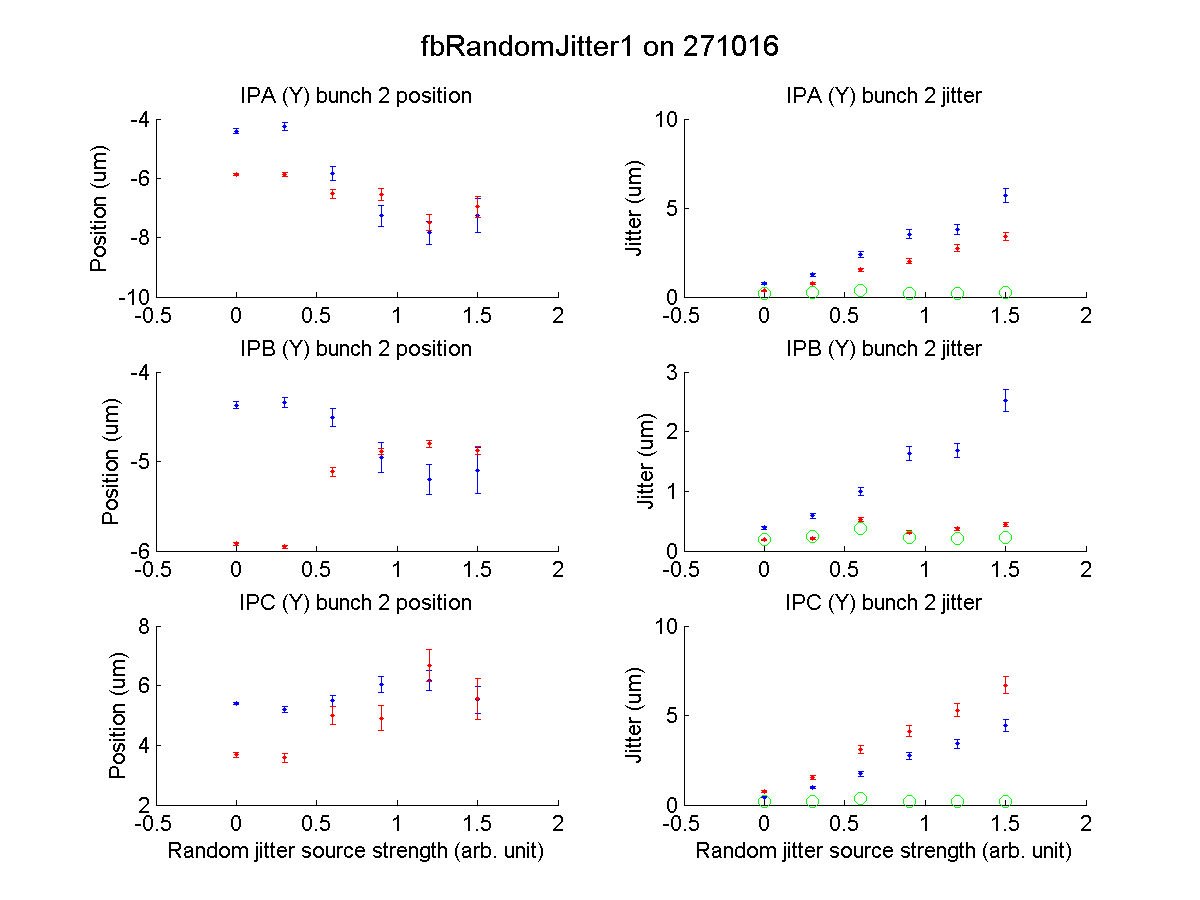 fbRandomJitter1 on 271016
IPA (Y) bunch 2 position
Position (um)
-4
-6
-8
-10
-0.5 0 0.5 1 1.5 2
IPA (Y) bunch 2 jitter
Jitter (um)
10
5
0
-0.5 0 0.5 1 1.5 2
IPB (Y) bunch 2 position
Position (um)
-4
-5
-6
-0.5 0 0.5 1 1.5 2
IPB (Y) bunch 2 jitter
Jitter (um)
3
2
1
0
-0.5 0 0.5 1 1.5 2
IPC (Y) bunch 2 position
Position (um)
8
6
4
2
-0.5 0 0.5 1 1.5 2
Random jitter source strength (arb. unit)
IPC (Y) bunch 2 jitter
Jitter (um)
10
5
0
-0.5 0 0.5 1 1.5 2
Random jitter source strength (arb. unit)